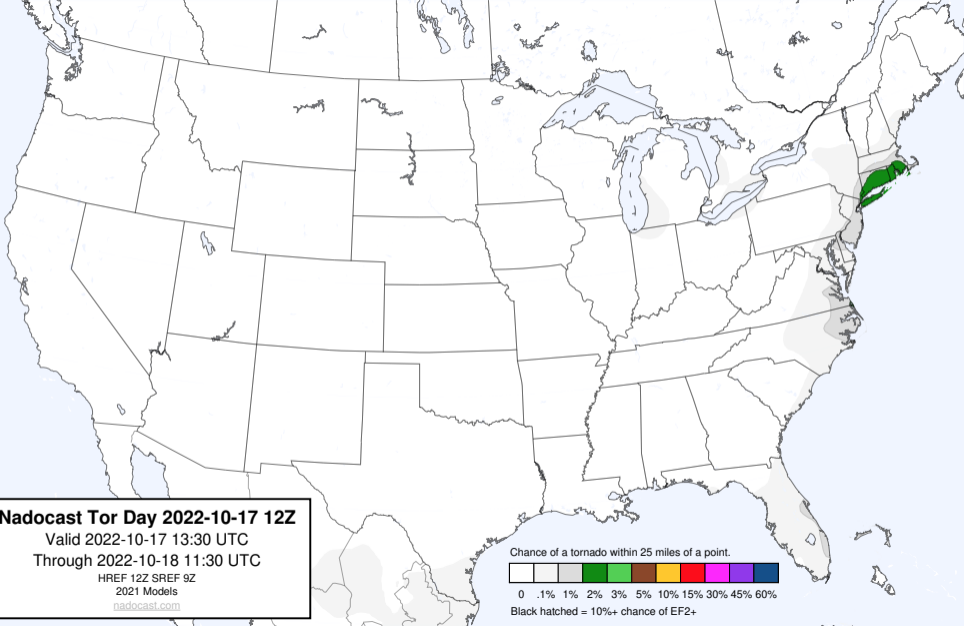 Nadocast Tor Day 2022-10-17 12Z
Valid 2022-10-17 13:30 UTC
Through 2022-10-18 11:30 UTC
HREF 12Z SREF 9Z
2021 Models
nadocast.com
Chance of a tornado within 25 miles of a point.
0 .1% 1% 2% 3% 5% 10% 15% 30% 45% 60%
Black hatched = 10%+ chance of EF2+